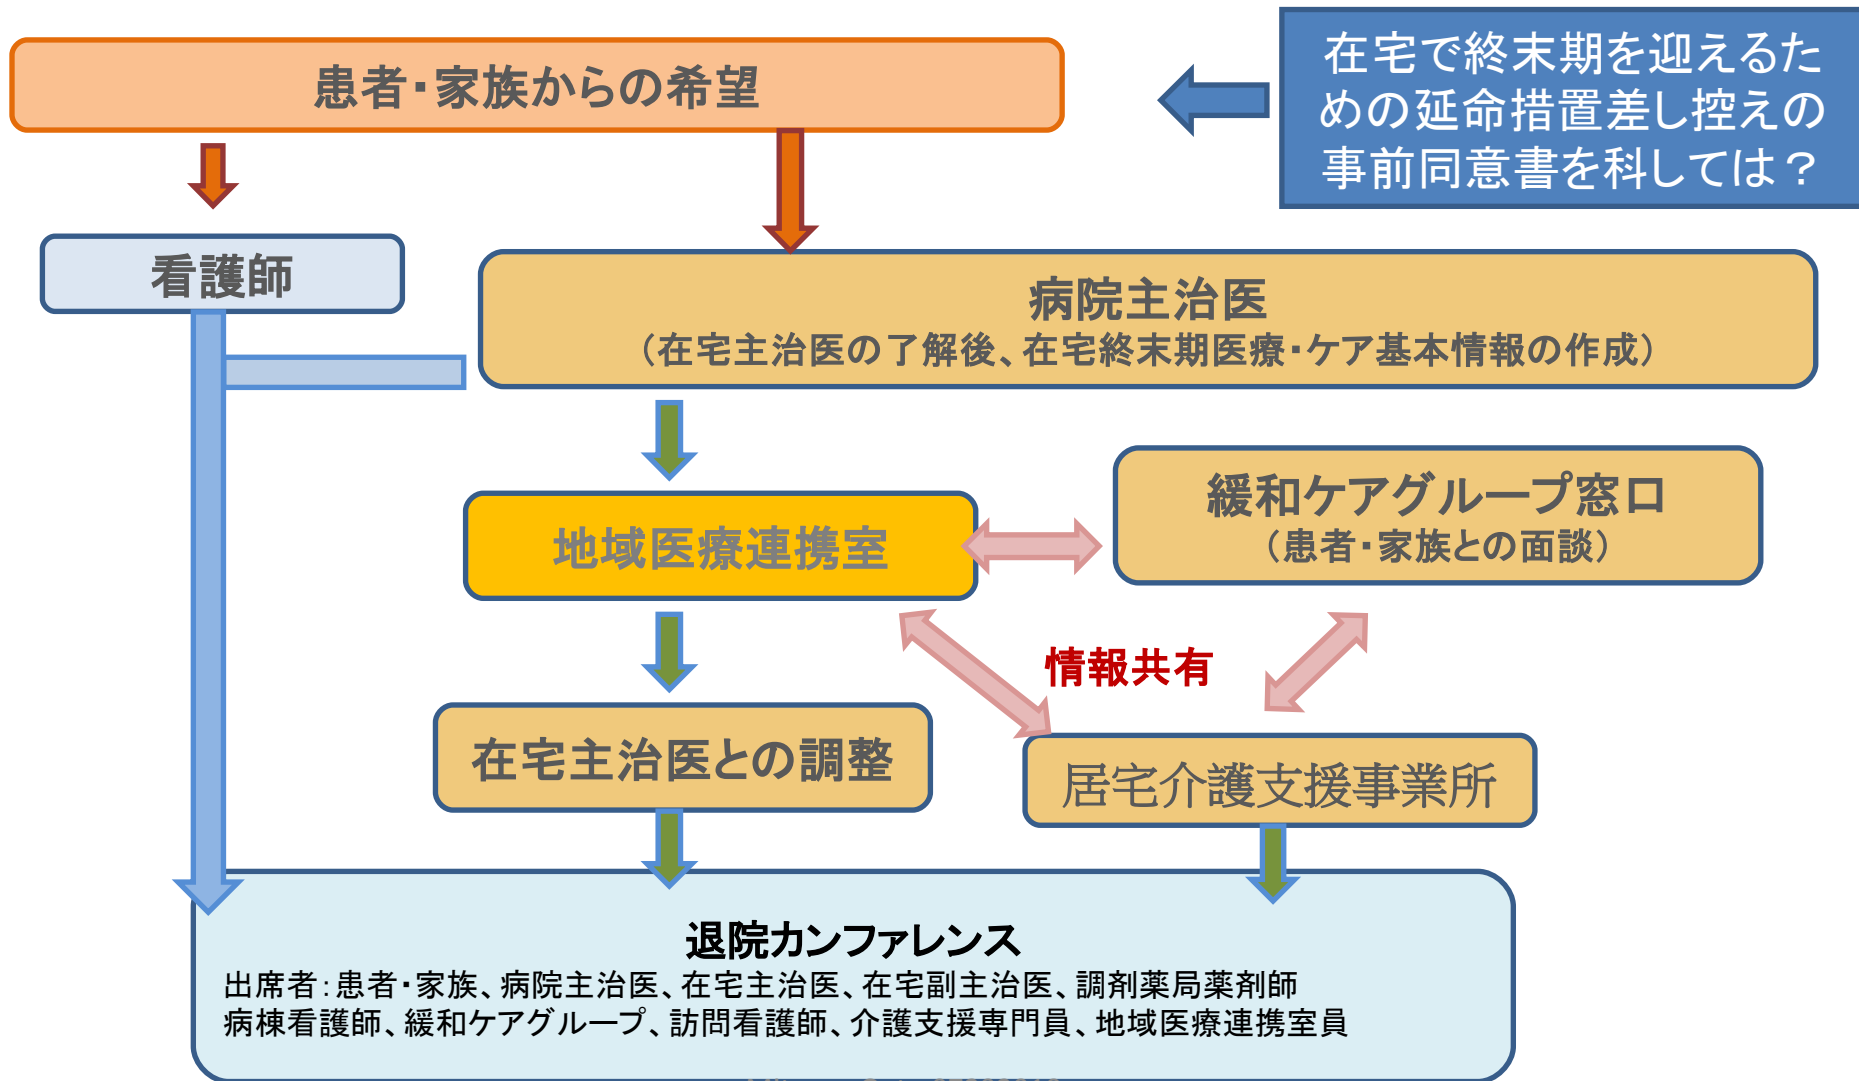 患者・家族からの希望
在宅で終末期を迎えるた
めの延命措置差し控えの
事前同意書を科しては？
看護師
病院主治医
（在宅主治医の了解後、在宅終末期医療・ケア基本情報の作成）
地域医療連携室
緩和ケアグループ窓口
（患者・家族との面談）
情報共有
在宅主治医との調整
居宅介護支援事業所
退院カンファレンス
出席者：患者・家族、病院主治医、在宅主治医、在宅副主治医、調剤薬局薬剤師
病棟看護師、緩和ケアグループ、訪問看護師、介護支援専門員、地域医療連携室員